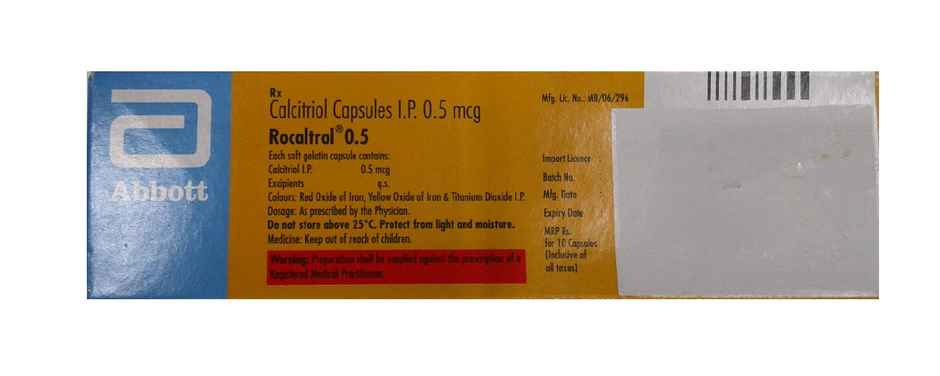 Abbott
Rx
Calcitriol Capsules I.P. 0.5 mcg
Rocaltrol® 0.5
Each soft gelatin capsule contains:
Calcitriol I.P. 0.5 mcg
Excipients q.s.
Colours: Red Oxide of Iron, Yellow Oxide of Iron & Titanium Dioxide I.P.
Dosage: As prescribed by the Physician.
Do not store above 25°C. Protect from light and moisture.
Medicine: Keep out of reach of children.
Warning: Preparation shall be supplied against the prescription of a
Registered Medical Practitioner.
Mfg. Lic. No.: MB/06/294
Import Licence
Batch No.
Mfg. Date
Expiry Date
MRP Rs.
for 10 Capsules
(Inclusive of
all taxes)